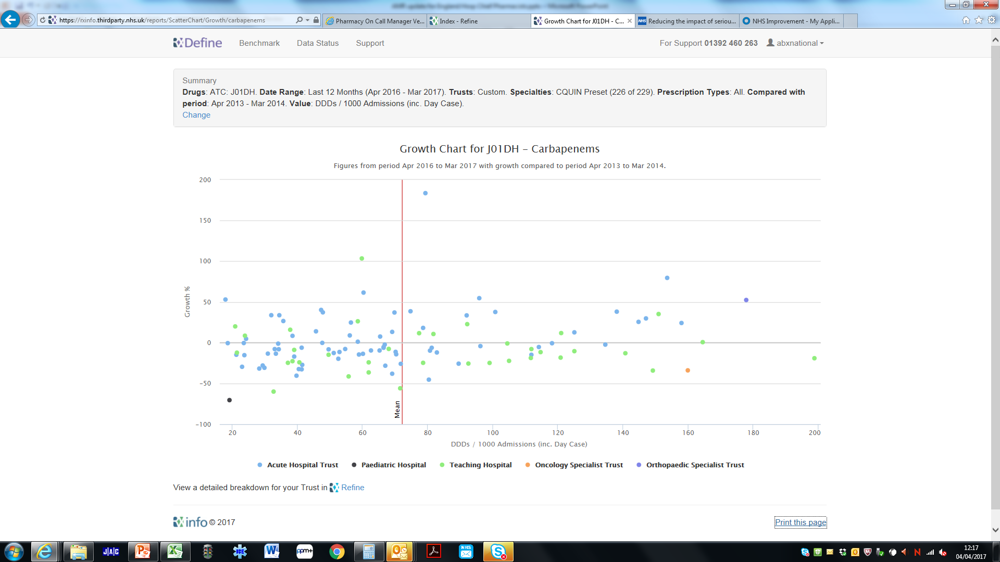 https://rxinfo.thirdparty.nhs.uk/reports/ScatterChart/Growth/carbapenems
Pharmacy On Call Manager Ve...
Index - Refine
Growth Chart for J01DH - C...
NHS Reducing the impact of seriou...
NHS Improvement - My Appli...
Define
Benchmark
Data Status
Support
For Support 01392 460 263
abxnational
Summary
Drugs: ATC: J01DH. Date Range: Last 12 Months (Apr 2016 - Mar 2017). Trusts: Custom. Specialties: CQUIN Preset (226 of 229). Prescription Types: All. Compared with
period: Apr 2013 - Mar 2014. Value: DDDs / 1000 Admissions (inc. Day Case).
Change
Growth Chart for J01DH - Carbapenems
Figures from period Apr 2016 to Mar 2017 with growth compared to period Apr 2013 to Mar 2014.
200
150
100
50
0
-50
-100
Growth %
Mean
20 40 60 80 100 120 140 160 180 200
DDDs / 1000 Admissions (inc. Day Case)
Acute Hospital Trust
Paediatric Hospital
Teaching Hospital
Oncology Specialist Trust
Orthopaedic Specialist Trust
View a detailed breakdown for your Trust in Refine
RXinfo © 2017
Print this page
JAC
ICE
ppm+
NHS
12:17
04/04/2017